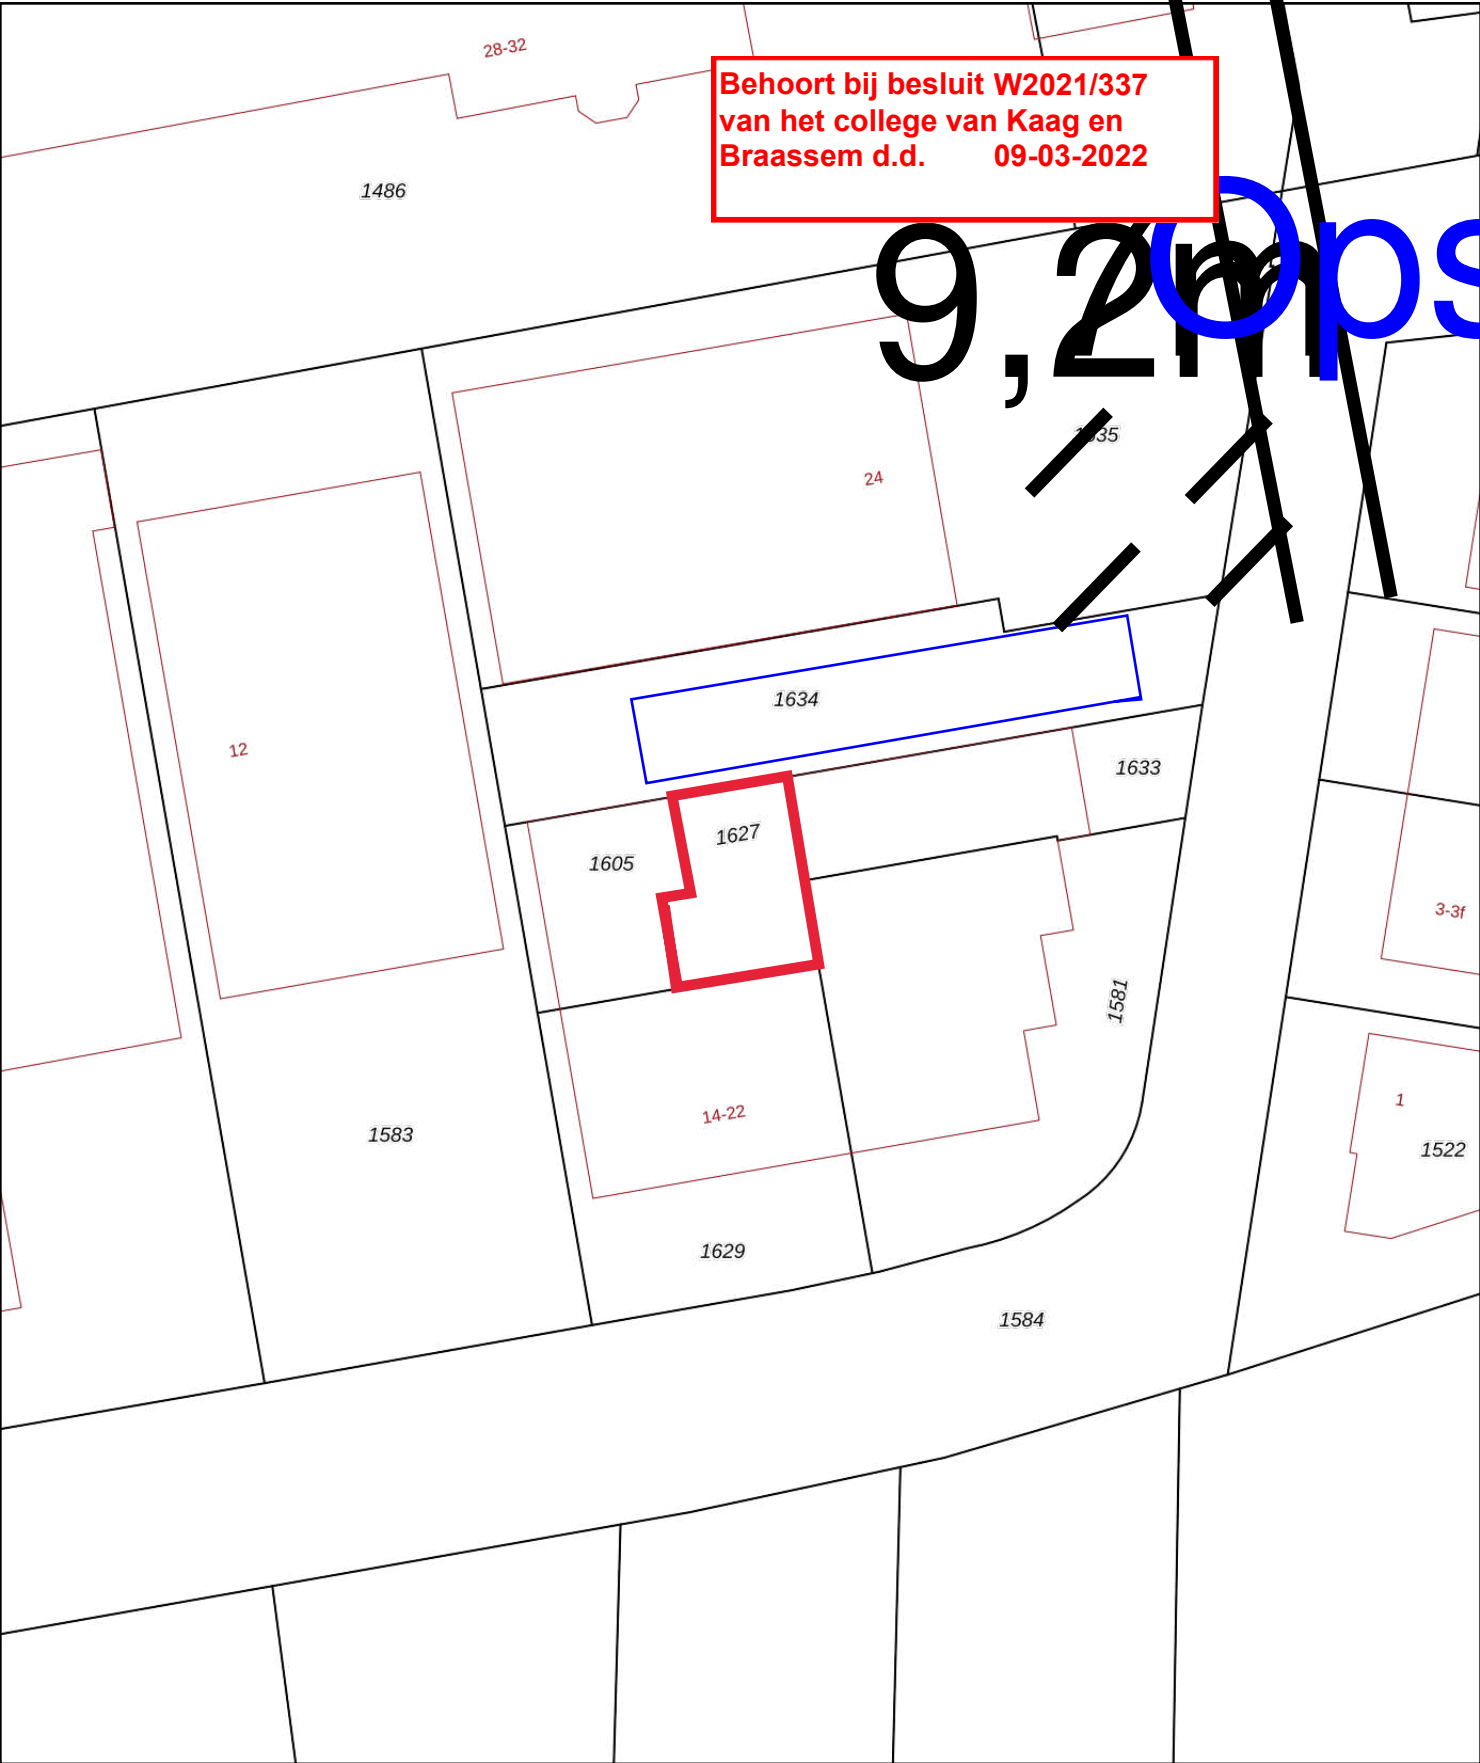 28-32
Behoort bij besluit W2021/337
van het college van Kaag en
Braassem d.d. 09-03-2022
1486
9,2m
Ops
24
1634
12
1633
1627
1605
3-3f
1581
1
14-22
1583
1522
1629
1584